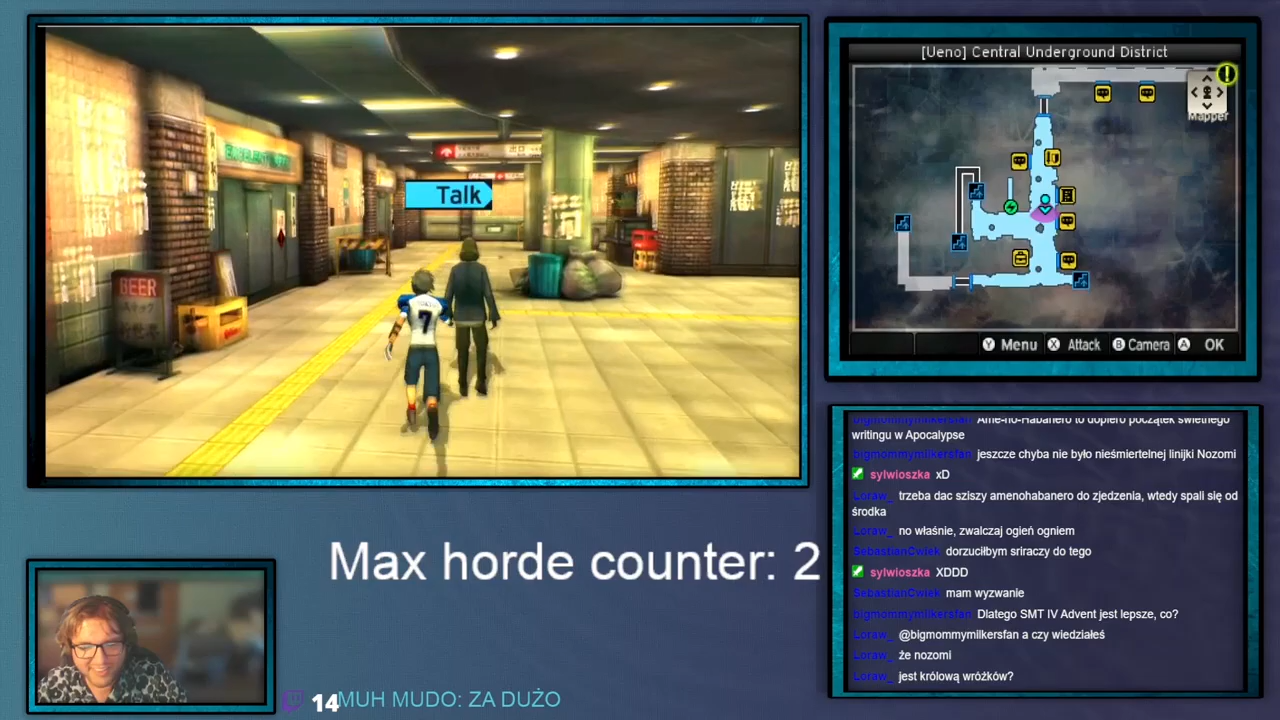 [Ueno] Central Underground District
Talk
7
BEER
Mapper
Y Menu X Attack B Camera A OK
bigmommymilkersfan Ame-no-Habanero to dopiero początek świetnego
writingu w Apocalypse
bigmommymilkersfan jeszcze chyba nie było nieśmiertelnej linijki Nozomi
sylwioszka xD
Loraw_ trzeba dac sziszy amenohabanero do zjedzenia, wtedy spali się od
środka
Loraw_ no właśnie, zwalczaj ogień ogniem
SebastianCwiek dorzuciłbym sriraczy do tego
sylwioszka XDDD
SebastianCwiek mam wyzwanie
bigmommymilkersfan Dlatego SMT IV Advent jest lepsze, co?
Loraw_ @bigmommymilkersfan a czy wiedziałeś
Loraw_ że nozomi
Loraw_ jest królową wróżków?
Max horde counter: 2
14
MUH MUDO: ZA DUŻO